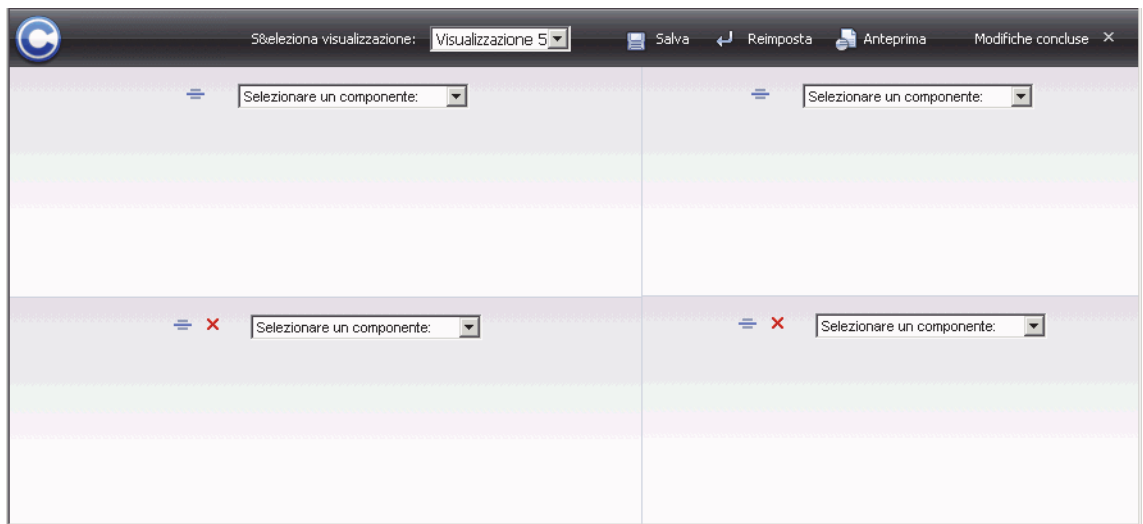 S&eleziona visualizzazione: Visualizzazione 5 Salva Reimposta Anteprima Modifiche concluse ×
Selezionare un componente: Selezionare un componente:
Selezionare un componente: Selezionare un componente: